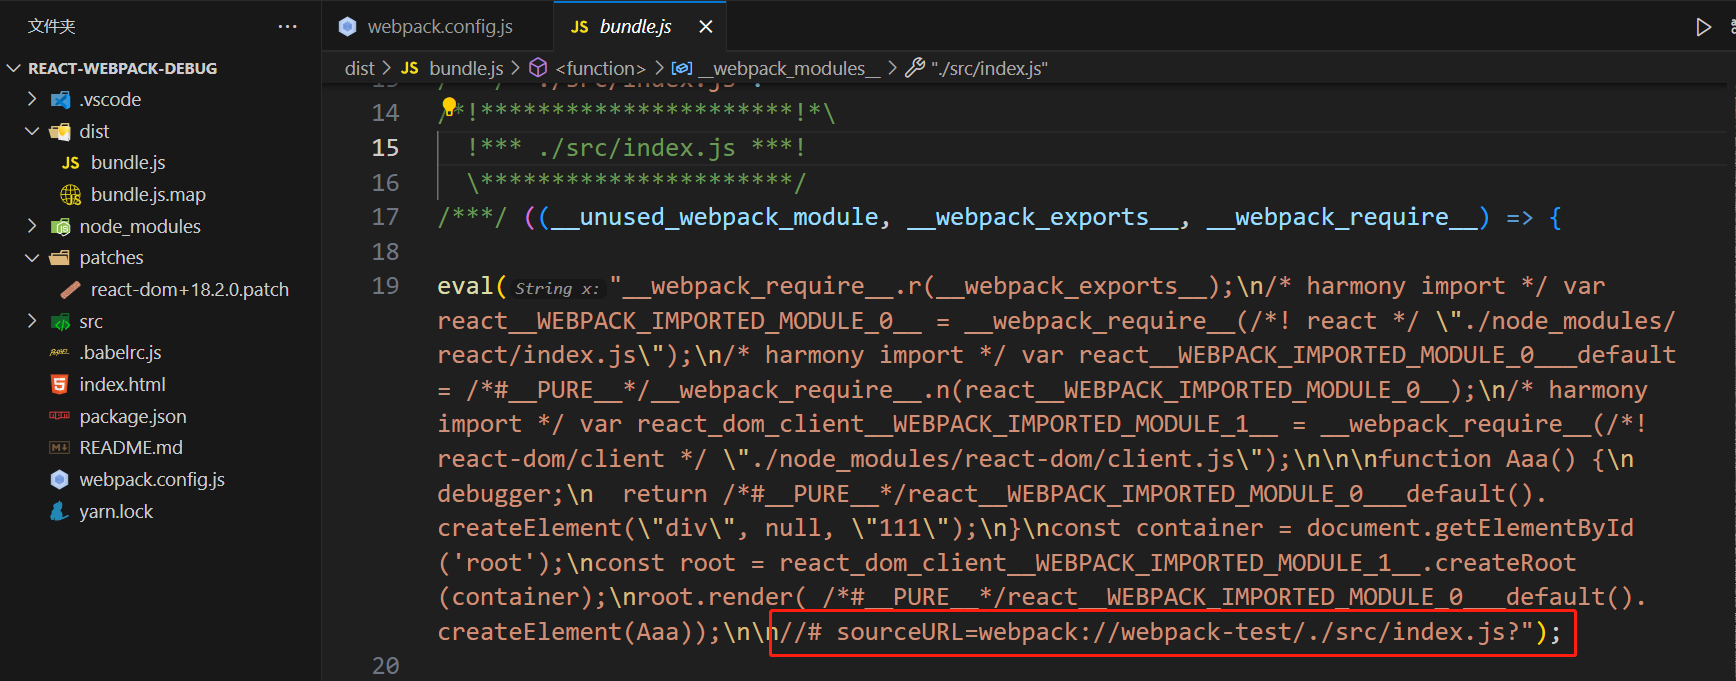 文件夹
REACT-WEBPACK-DEBUG
.vscode
dist
JS bundle.js
bundle.js.map
node_modules
patches
react-dom+18.2.0.patch
src
.babelrc.js
index.html
package.json
README.md
webpack.config.js
yarn.lock
webpack.config.js JS bundle.js
dist > JS bundle.js > <function> > __webpack_modules__ > "./src/index.js"
14 /*!**********************!*\
15 !*** ./src/index.js ***!
16 \**********************/
17 /***/ ((__unused_webpack_module, __webpack_exports__, __webpack_require__) => {
18
19 eval(String x: "__webpack_require__.r(__webpack_exports__);\n/* harmony import */ var
react__WEBPACK_IMPORTED_MODULE_0__ = __webpack_require__(/*! react */ \"./node_modules/
react/index.js\");\n/* harmony import */ var react__WEBPACK_IMPORTED_MODULE_0___default
= /*#__PURE__*/__webpack_require__.n(react__WEBPACK_IMPORTED_MODULE_0__);\n/* harmony
import */ var react_dom_client__WEBPACK_IMPORTED_MODULE_1__ = __webpack_require__(/*!
react-dom/client */ \"./node_modules/react-dom/client.js\");\n\n\nfunction Aaa() {\n
debugger;\n  return /*#__PURE__*/react__WEBPACK_IMPORTED_MODULE_0___default().
createElement(\"div\", null, \"111\");\n}\nconst container = document.getElementById
('root');\nconst root = react_dom_client__WEBPACK_IMPORTED_MODULE_1__.createRoot
(container);\nroot.render( /*#__PURE__*/react__WEBPACK_IMPORTED_MODULE_0___default().
createElement(Aaa));\n\n//# sourceURL=webpack://webpack-test/./src/index.js?");
20